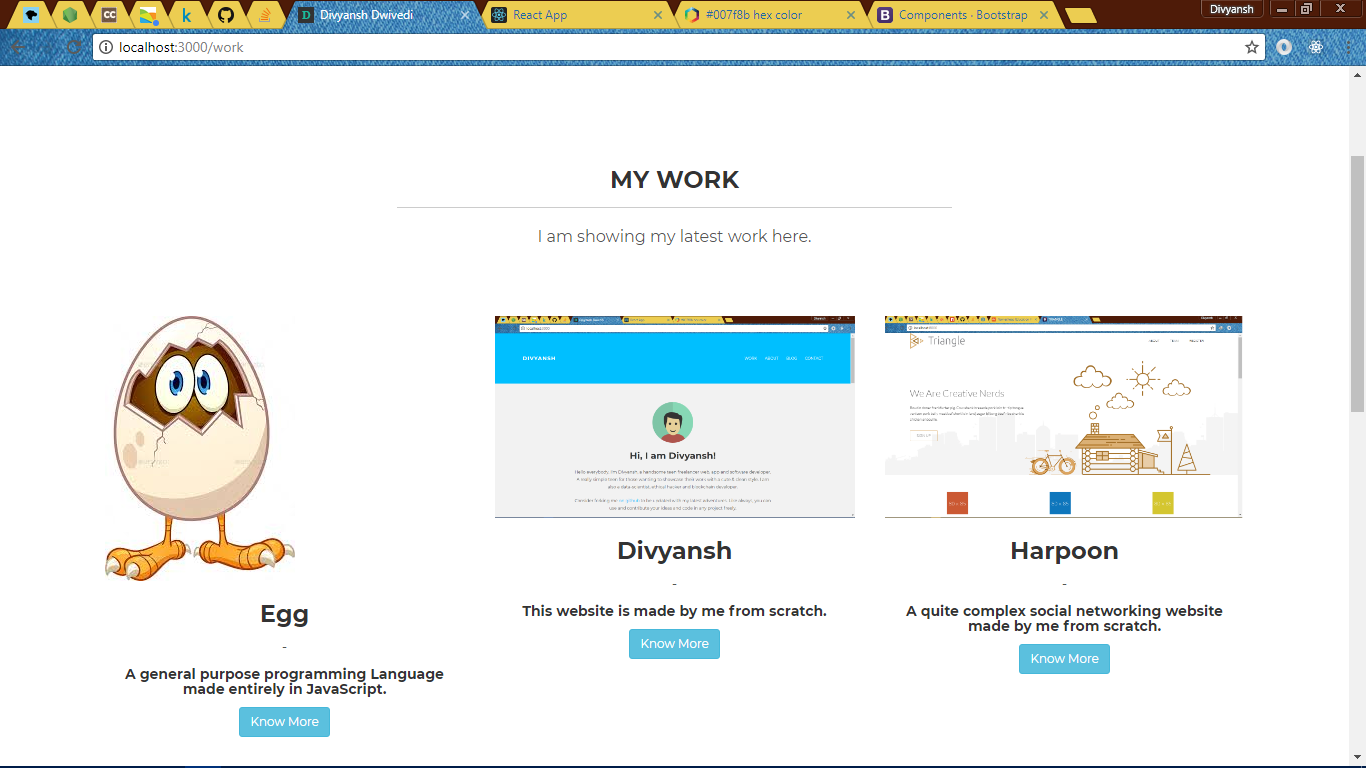 Divyansh Dwivedi
React App
#007f8b hex color
Components · Bootstrap
Divyansh
localhost:3000/work
MY WORK
I am showing my latest work here.
DIVYANSH
WORK ABOUT BLOG CONTACT
Hi, I am Divyansh!
Triangle
We Are Creative Nerds
SIGN UP
Egg
-
A general purpose programming Language
made entirely in JavaScript.
Know More
Divyansh
-
This website is made by me from scratch.
Know More
Harpoon
-
A quite complex social networking website
made by me from scratch.
Know More